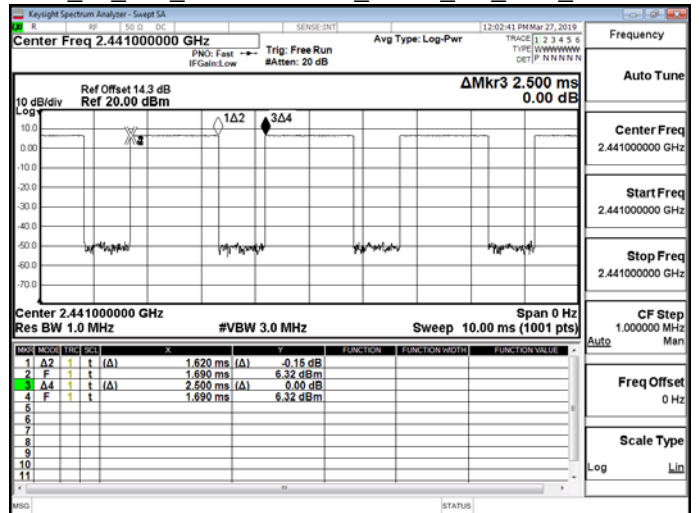 Keysight Spectrum Analyzer - Swept SA
R RF 50 Ω DC SENSE:INT 12:02:41 PM Mar 27, 2019
Center Freq 2.441000000 GHz Avg Type: Log-Pwr TRACE 1 2 3 4 5 6
PNO: Fast Trig: Free Run TYPE WWWWWW
IFGain:Low #Atten: 20 dB DET P N N N N N
Frequency
Auto Tune
Ref Offset 14.3 dB ΔMkr3 2.500 ms
10 dB/div Ref 20.00 dBm 0.00 dB
Log
1Δ2 3Δ4
10.0
0.00
-10.0
-20.0
-30.0
-40.0
-50.0
-60.0
-70.0
Center Freq
2.441000000 GHz
Start Freq
2.441000000 GHz
Stop Freq
2.441000000 GHz
Center 2.441000000 GHz Span 0 Hz
Res BW 1.0 MHz #VBW 3.0 MHz Sweep 10.00 ms (1001 pts)
CF Step
1.000000 MHz
Auto Man
MKR MODE TRC SCL X Y FUNCTION FUNCTION WIDTH FUNCTION VALUE
1 Δ2 1 t (Δ) 1.620 ms (Δ) -0.15 dB
2 F 1 t 1.690 ms 6.32 dBm
3 Δ4 1 t (Δ) 2.500 ms (Δ) 0.00 dB
4 F 1 t 1.690 ms 6.32 dBm
5
6
7
8
9
10
11
Freq Offset
0 Hz
Scale Type
Log Lin
MSG STATUS